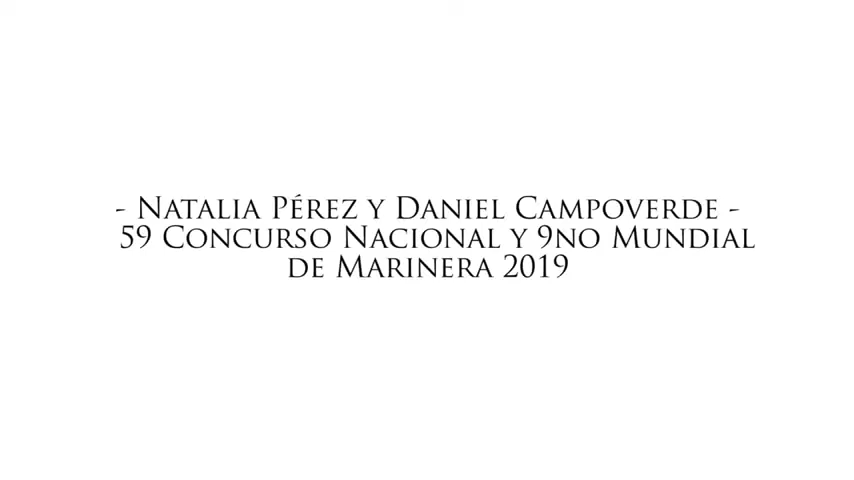 - Natalia Pérez y Daniel Campoverde -
59 Concurso Nacional y 9no Mundial
de Marinera 2019